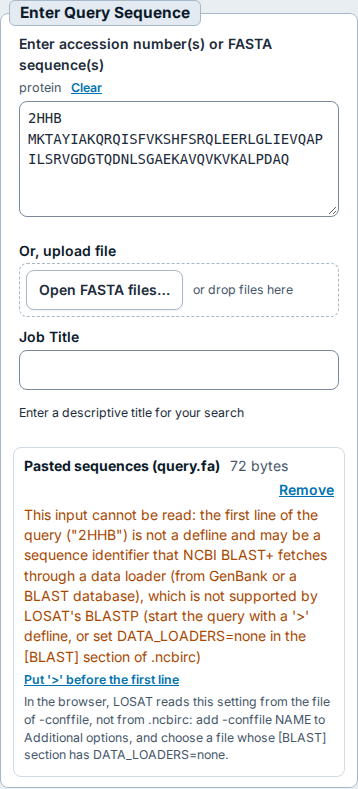 Enter Query Sequence
Enter accession number(s) or FASTA
sequence(s)
protein Clear
2HHB
MKTAYIAKQRQISFVKSHFSRQLEERLGLIEVQAP
ILSRVGDGTQDNLSGAEKAVQVKVKALPDAQ
Or, upload file
Open FASTA files... or drop files here
Job Title
Enter a descriptive title for your search
Pasted sequences (query.fa) 72 bytes
Remove
This input cannot be read: the first line of the
query ("2HHB") is not a defline and may be a
sequence identifier that NCBI BLAST+ fetches
through a data loader (from GenBank or a
BLAST database), which is not supported by
LOSAT's BLASTP (start the query with a '>'
defline, or set DATA_LOADERS=none in the
[BLAST] section of .ncbirc)
Put '>' before the first line
In the browser, LOSAT reads this setting from the file
of -conffile, not from .ncbirc: add -conffile NAME to
Additional options, and choose a file whose [BLAST]
section has DATA_LOADERS=none.